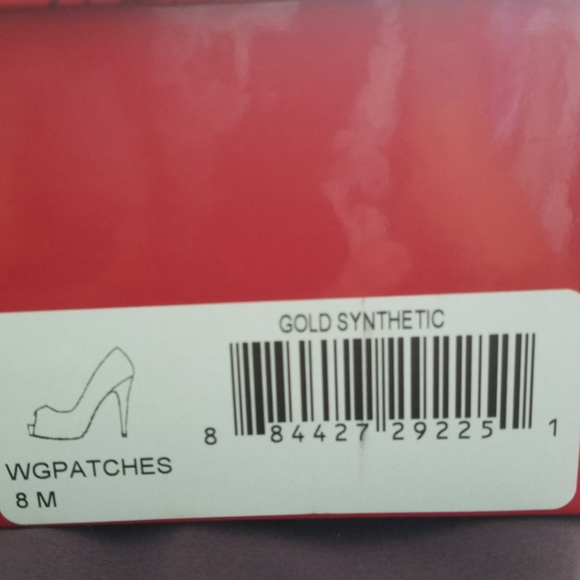 GOLD SYNTHETIC
8 84427 29225 1
WGPATCHES
8 M